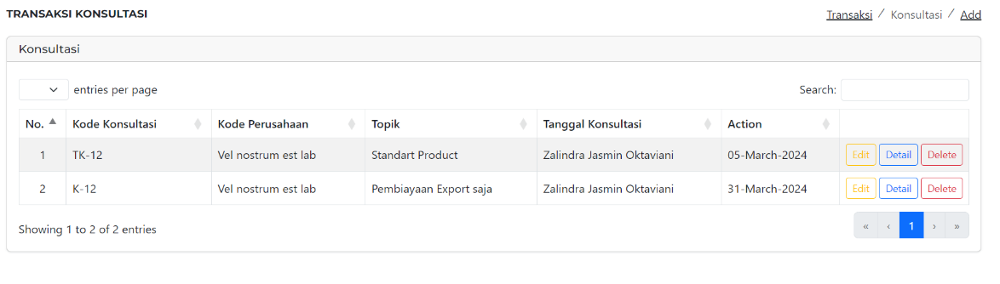 TRANSAKSI KONSULTASI Transaksi / Konsultasi / Add
Konsultasi
entries per page Search:
No. Kode Konsultasi Kode Perusahaan Topik Tanggal Konsultasi Action
1 TK-12 Vel nostrum est lab Standart Product Zalindra Jasmin Oktaviani 05-March-2024 Edit Detail Delete
2 K-12 Vel nostrum est lab Pembiayaan Export saja Zalindra Jasmin Oktaviani 31-March-2024 Edit Detail Delete
Showing 1 to 2 of 2 entries « ‹ 1 › »